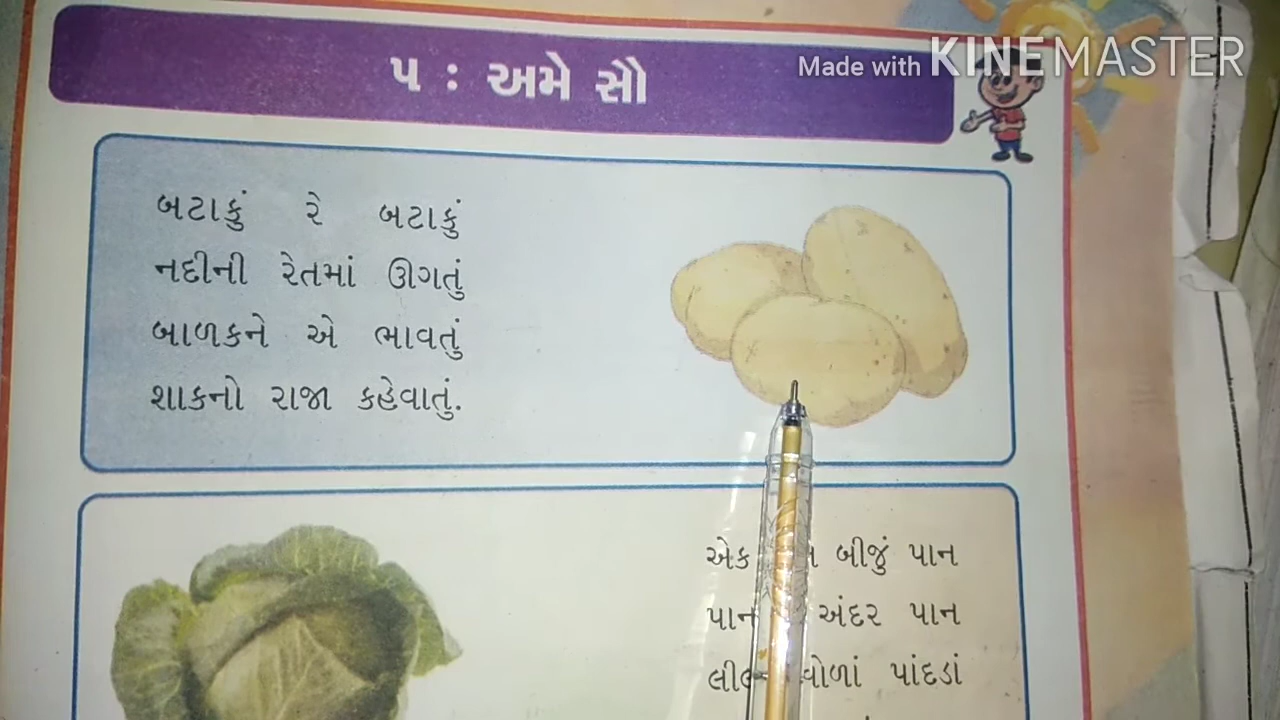 Made with KINEMASTER
૫ : અમે સૌ
બટાકું રે બટાકું
નદીની રેતમાં ઊગતું
બાળકને એ ભાવતું
શાકનો રાજા કહેવાતું.
એક બીજું પાન
પાન અંદર પાન
પાંદડાં